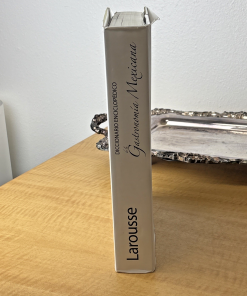 DICCIONARIO ENCICLOPÉDICO
Gastronomía Mexicana
Larousse